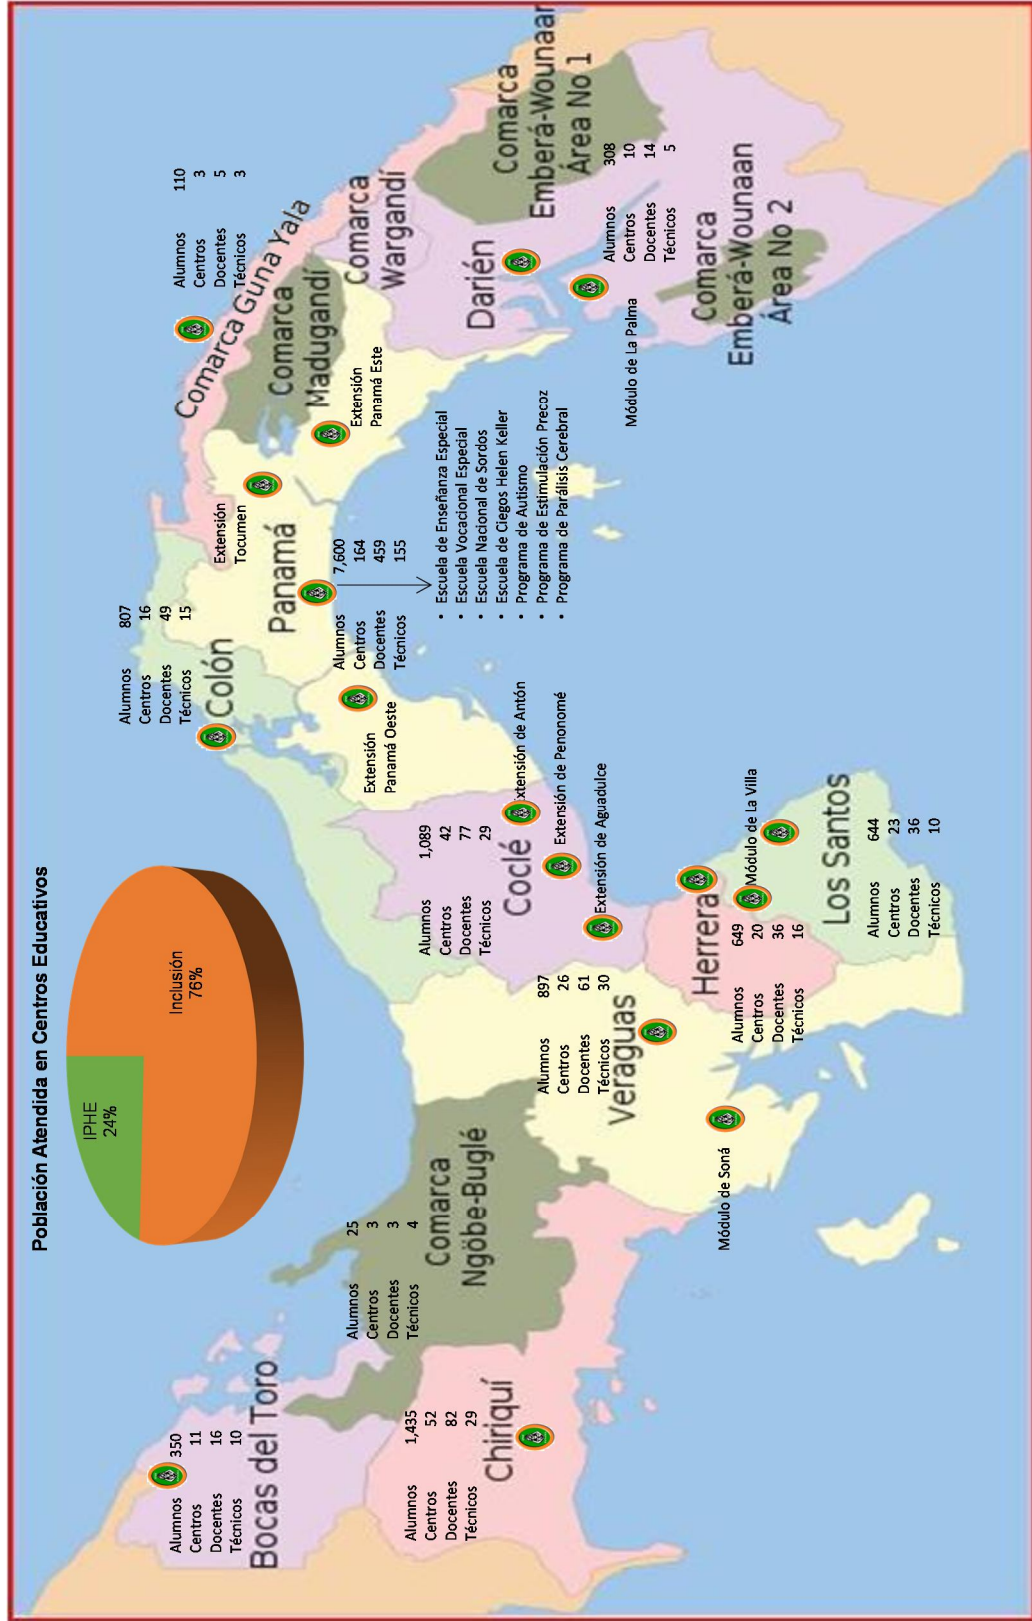 Población Atendida en Centros Educativos
IPHE
24%
Inclusión
76%
Alumnos 350
Centros 11
Docentes 16
Técnicos 10
Bocas del Toro
Alumnos 1,435
Centros 52
Docentes 82
Técnicos 29
Chiriquí
Alumnos 25
Centros 3
Docentes 3
Técnicos 4
Comarca
Ngöbe-Buglé
Alumnos 897
Centros 26
Docentes 61
Técnicos 30
Veraguas
Módulo de Soná
Alumnos 1,089
Centros 42
Docentes 77
Técnicos 29
Coclé
Extensión de Antón
Extensión de Penonomé
Extensión de Aguadulce
Herrera
Alumnos 649
Centros 20
Docentes 36
Técnicos 16
Módulo de La Villa
Los Santos
Alumnos 644
Centros 23
Docentes 36
Técnicos 10
Alumnos 807
Centros 16
Docentes 49
Técnicos 15
Colón
Extensión
Panamá Oeste
Panamá
Alumnos 7,600
Centros 164
Docentes 459
Técnicos 155
• Escuela de Enseñanza Especial
• Escuela Vocacional Especial
• Escuela Nacional de Sordos
• Escuela de Ciegos Helen Keller
• Programa de Autismo
• Programa de Estimulación Precoz
• Programa de Parálisis Cerebral
Extensión
Tocumen
Extensión
Panamá Este
Alumnos 110
Centros 3
Docentes 5
Técnicos 3
Comarca Guna Yala
Comarca
Madugandí
Comarca
Wargandí
Darién
Comarca
Emberá-Wounaan
Área No 1
Alumnos 308
Centros 10
Docentes 14
Técnicos 5
Módulo de La Palma
Comarca
Emberá-Wounaan
Área No 2